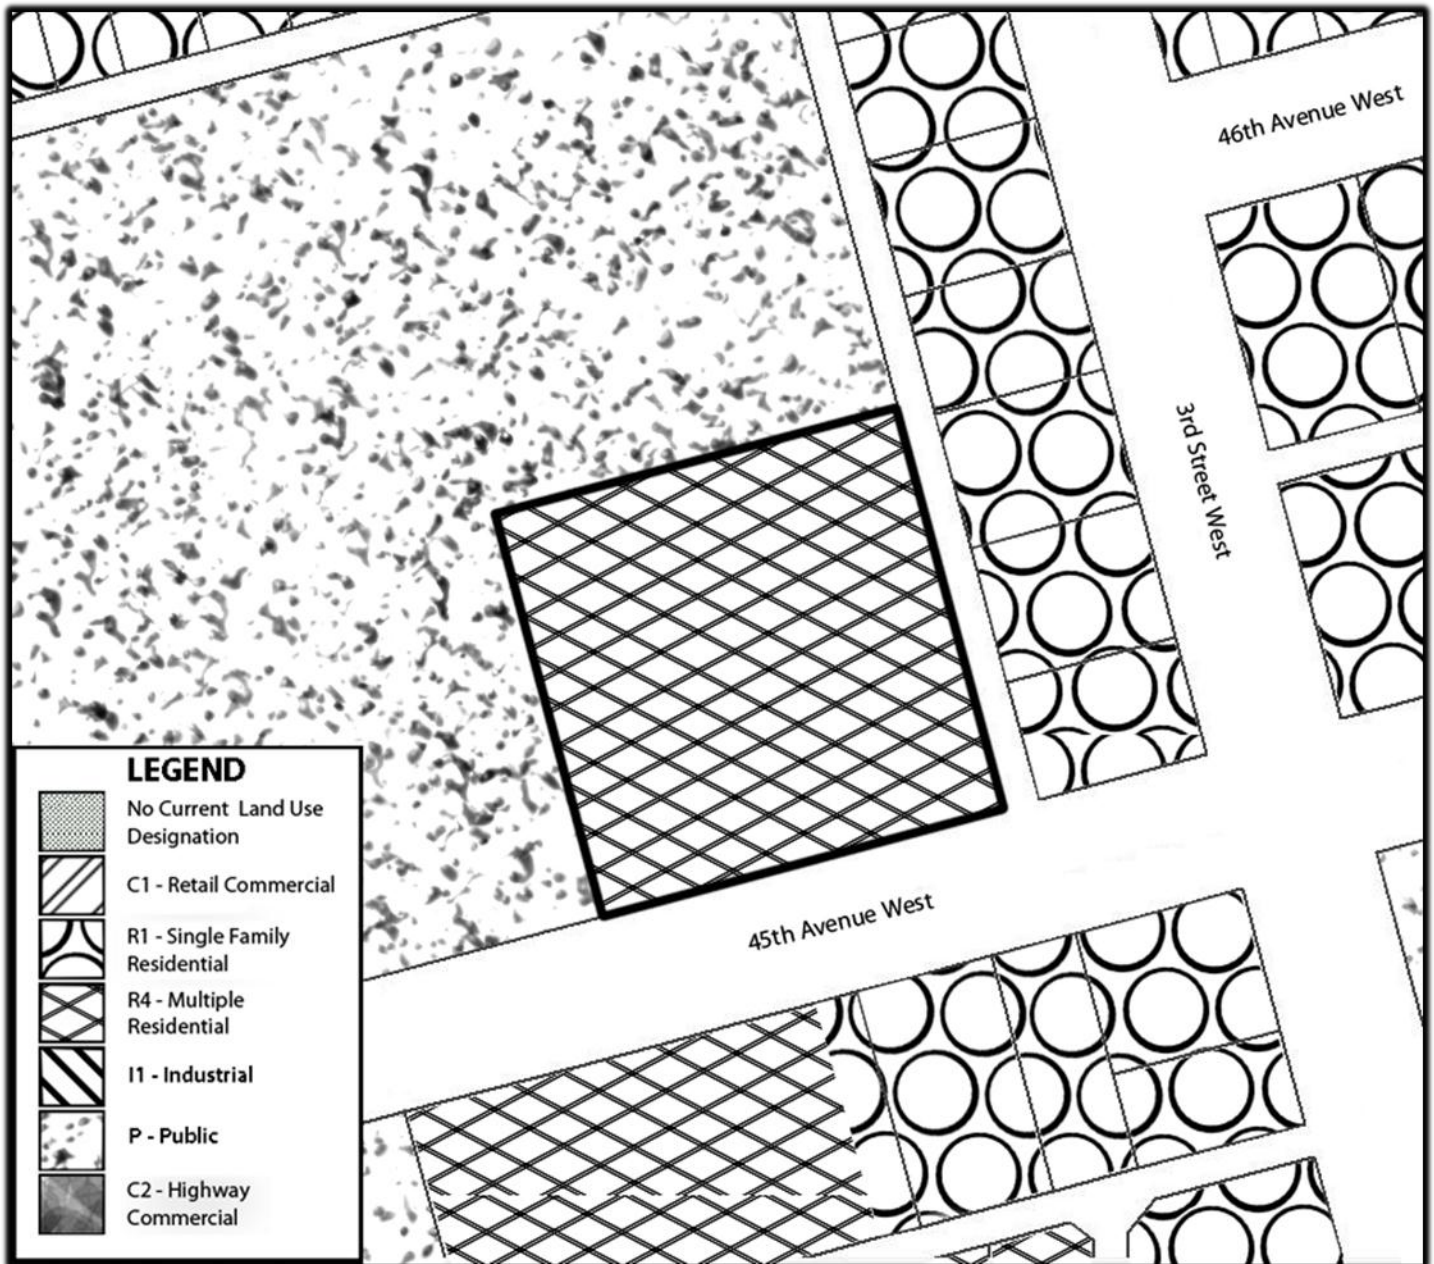 46th Avenue West
3rd Street West
45th Avenue West
LEGEND
No Current Land Use
Designation
C1 - Retail Commercial
R1 - Single Family
Residential
R4 - Multiple
Residential
I1 - Industrial
P - Public
C2 - Highway
Commercial